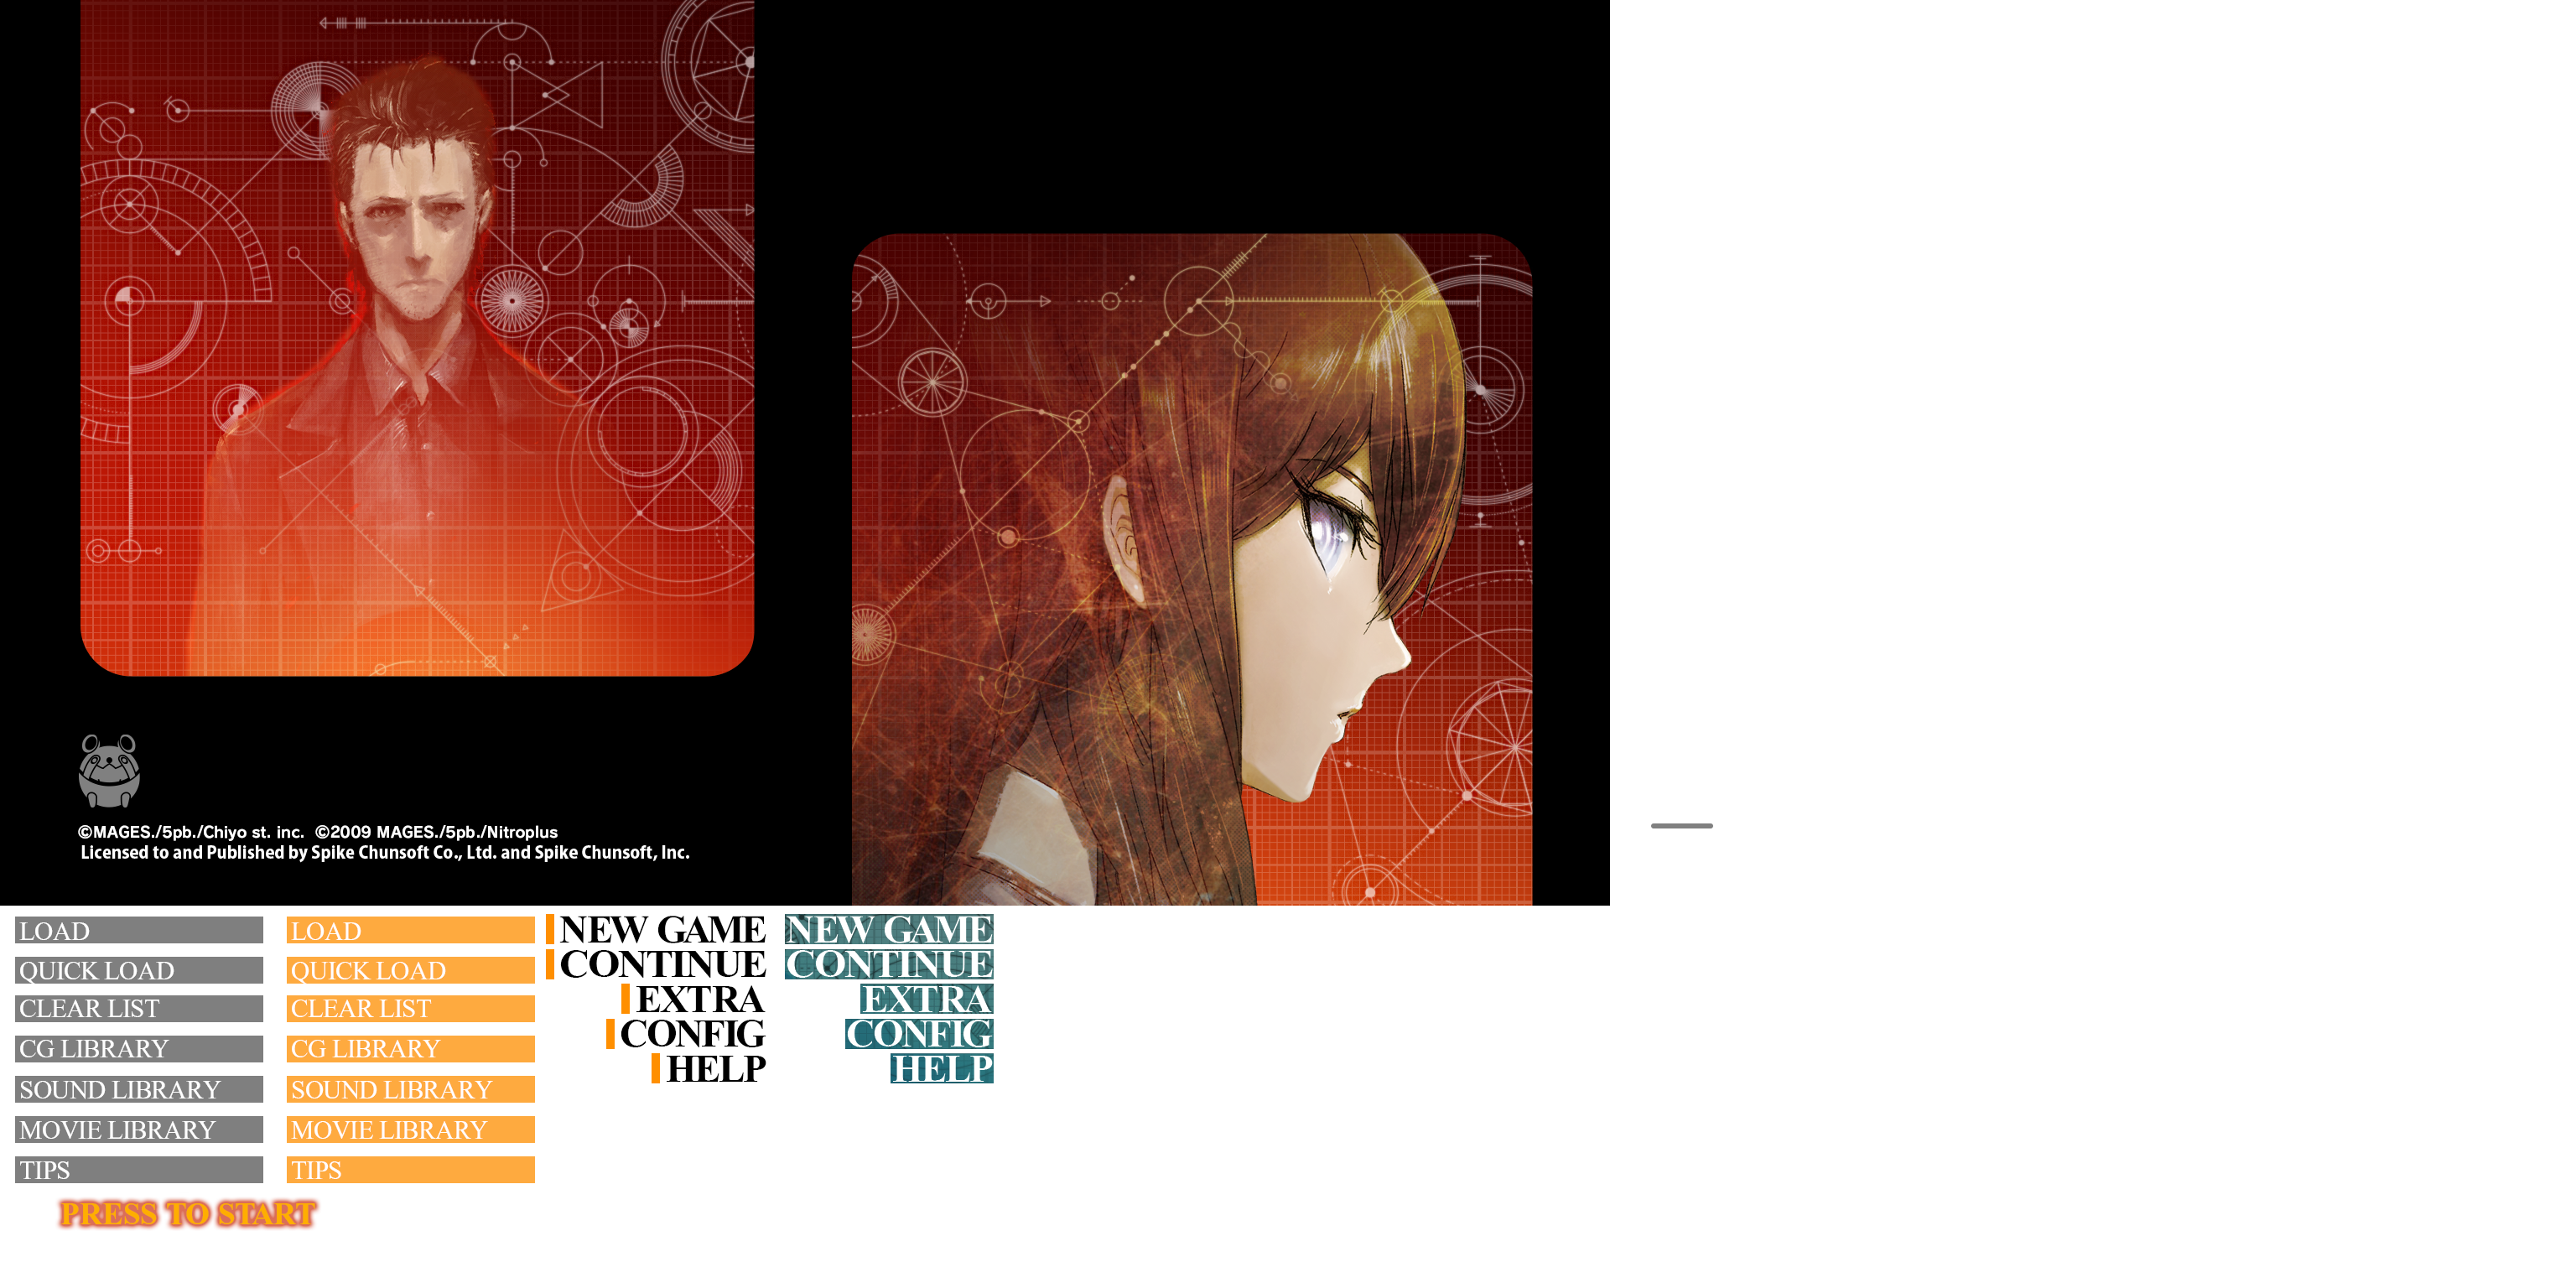 ©MAGES./5pb./Chiyo st. inc. ©2009 MAGES./5pb./Nitroplus
Licensed to and Published by Spike Chunsoft Co., Ltd. and Spike Chunsoft, Inc.
LOAD
QUICK LOAD
CLEAR LIST
CG LIBRARY
SOUND LIBRARY
MOVIE LIBRARY
TIPS
LOAD
QUICK LOAD
CLEAR LIST
CG LIBRARY
SOUND LIBRARY
MOVIE LIBRARY
TIPS
NEW GAME
CONTINUE
EXTRA
CONFIG
HELP
NEW GAME
CONTINUE
EXTRA
CONFIG
HELP
PRESS TO START